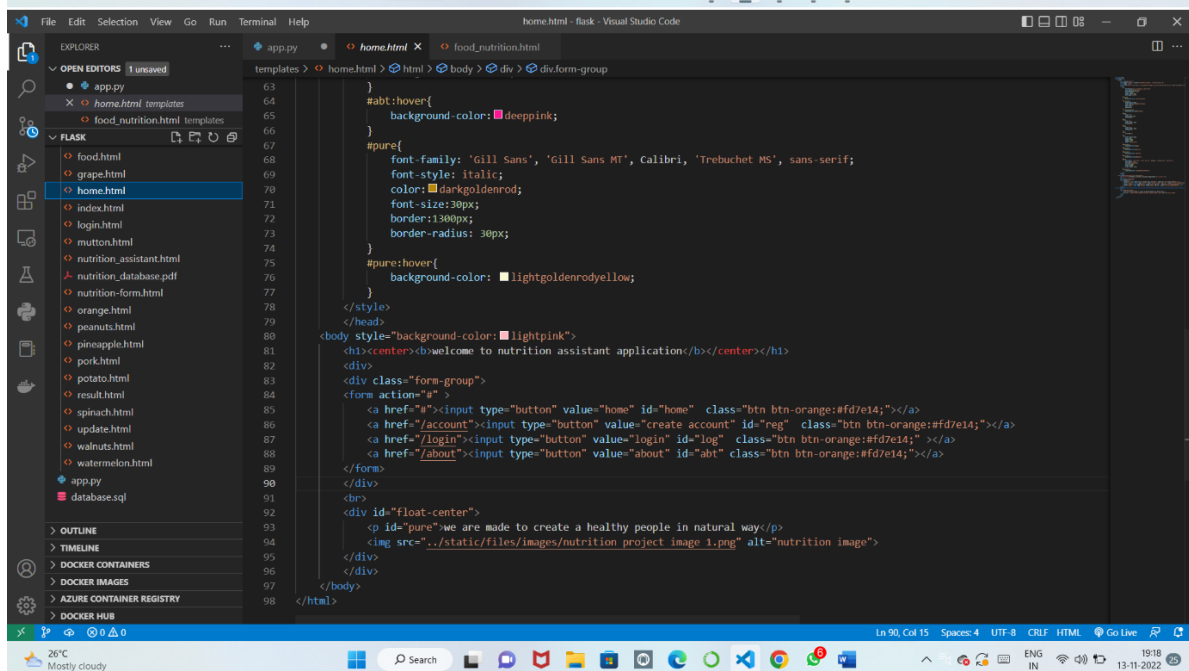 File Edit Selection View Go Run Terminal Help
home.html - flask - Visual Studio Code
EXPLORER
app.py
home.html
food_nutrition.html
OPEN EDITORS 1 unsaved
app.py
home.html templates
food_nutrition.html templates
FLASK
food.html
grape.html
home.html
index.html
login.html
mutton.html
nutrition_assistant.html
nutrition_database.pdf
nutrition-form.html
orange.html
peanuts.html
pineapple.html
pork.html
potato.html
result.html
spinach.html
update.html
walnuts.html
watermelon.html
app.py
database.sql
OUTLINE
TIMELINE
DOCKER CONTAINERS
DOCKER IMAGES
AZURE CONTAINER REGISTRY
DOCKER HUB
templates > home.html > html > body > div > div.form-group
63 }
64 #abt:hover{
65 background-color: deeppink;
66 }
67 #pure{
68 font-family: 'Gill Sans', 'Gill Sans MT', Calibri, 'Trebuchet MS', sans-serif;
69 font-style: italic;
70 color: darkgoldenrod;
71 font-size:30px;
72 border:1300px;
73 border-radius: 30px;
74 }
75 #pure:hover{
76 background-color: lightgoldenrodyellow;
77 }
78 </style>
79 </head>
80 <body style="background-color: lightpink">
81 <h1><center><b>welcome to nutrition assistant application</b></center></h1>
82 <div>
83 <div class="form-group">
84 <form action="#" >
85 <a href="#"><input type="button" value="home" id="home" class="btn btn-orange:#fd7e14;"></a>
86 <a href="/account"><input type="button" value="create account" id="reg" class="btn btn-orange:#fd7e14;"></a>
87 <a href="/login"><input type="button" value="login" id="log" class="btn btn-orange:#fd7e14;" ></a>
88 <a href="/about"><input type="button" value="about" id="abt" class="btn btn-orange:#fd7e14;"></a>
89 </form>
90 </div>
91 <br>
92 <div id="float-center">
93 <p id="pure">we are made to create a healthy people in natural way</p>
94 <img src="../static/files/images/nutrition project image 1.png" alt="nutrition image">
95 </div>
96 </div>
97 </body>
98 </html>
0 0 Ln 90, Col 15 Spaces: 4 UTF-8 CRLF HTML Go Live
26°C
Mostly cloudy
Search
6
ENG
IN
19:18
13-11-2022
25